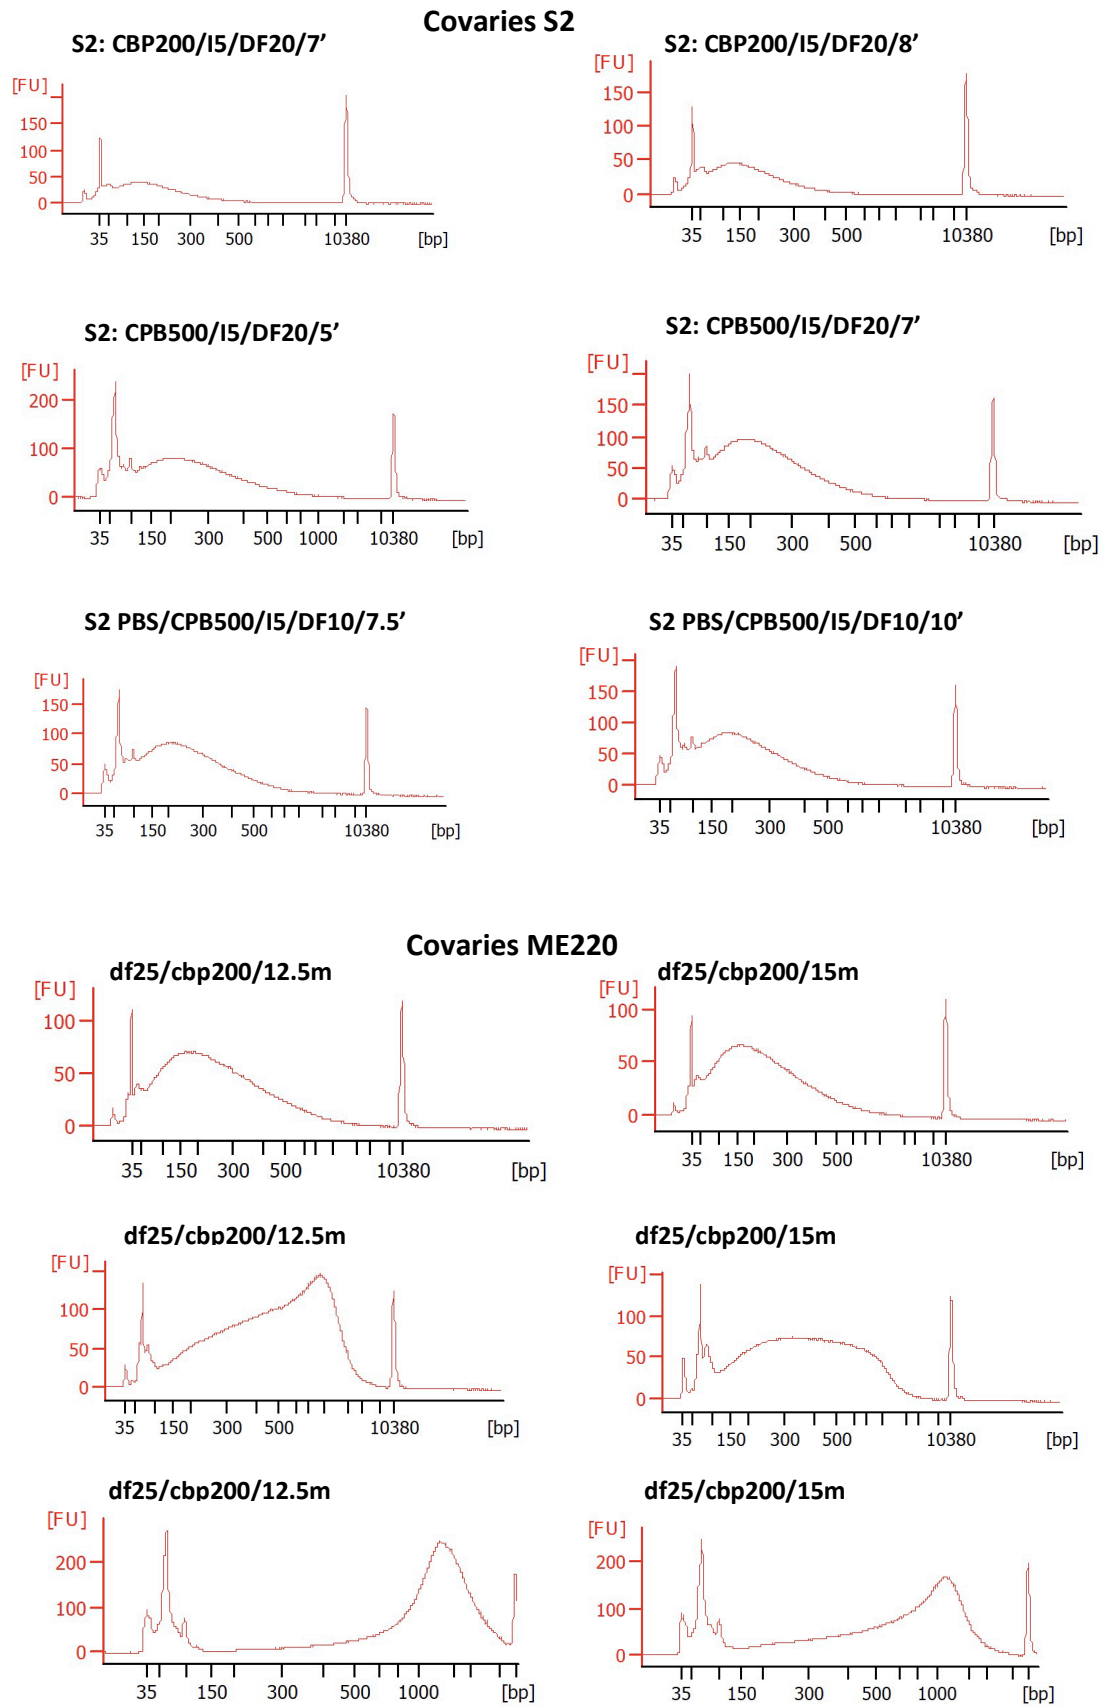 Covaries S2
S2: CBP200/I5/DF20/7’
[FU]
150
100
50
0
35 150 300 500 10380 [bp]
S2: CBP200/I5/DF20/8’
[FU]
150
100
50
0
35 150 300 500 10380 [bp]
S2: CPB500/I5/DF20/5’
[FU]
200
100
0
35 150 300 500 1000 10380 [bp]
S2: CPB500/I5/DF20/7’
[FU]
150
100
50
0
35 150 300 500 10380 [bp]
S2 PBS/CPB500/I5/DF10/7.5’
[FU]
150
100
50
0
35 150 300 500 10380 [bp]
S2 PBS/CPB500/I5/DF10/10’
[FU]
150
100
50
0
35 150 300 500 10380 [bp]
Covaries ME220
df25/cbp200/12.5m
[FU]
100
50
0
35 150 300 500 10380 [bp]
df25/cbp200/15m
[FU]
100
50
0
35 150 300 500 10380 [bp]
df25/cbp200/12.5m
[FU]
100
50
0
35 150 300 500 10380 [bp]
df25/cbp200/15m
[FU]
100
50
0
35 150 300 500 10380 [bp]
df25/cbp200/12.5m
[FU]
200
100
0
35 150 300 500 1000 [bp]
df25/cbp200/15m
[FU]
200
100
0
35 150 300 500 1000 [bp]